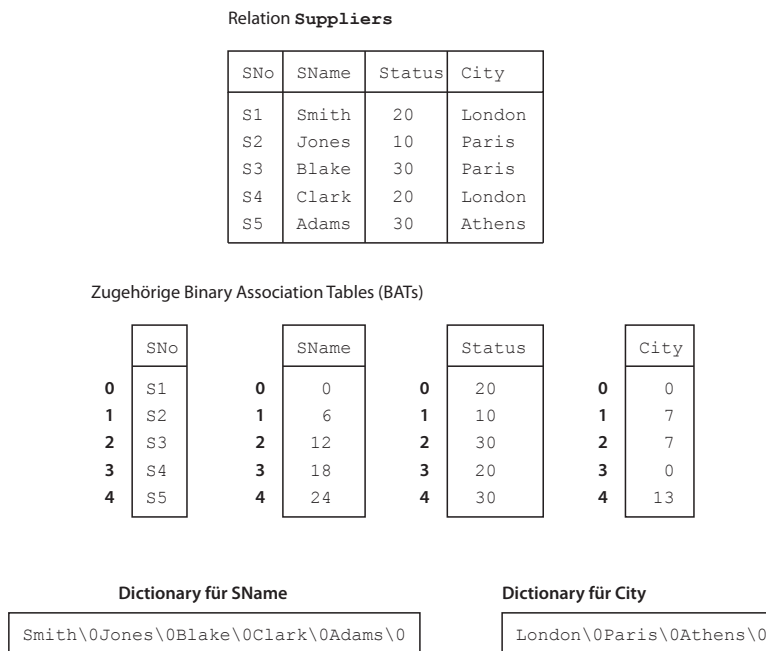 Relation Suppliers
SNo SName Status City
S1 Smith 20 London
S2 Jones 10 Paris
S3 Blake 30 Paris
S4 Clark 20 London
S5 Adams 30 Athens
Zugehörige Binary Association Tables (BATs)
SNo SName Status City
0 S1 0 0 0 20 0 0
1 S2 1 6 1 10 1 7
2 S3 2 12 2 30 2 7
3 S4 3 18 3 20 3 0
4 S5 4 24 4 30 4 13
Dictionary für SName Dictionary für City
Smith\0Jones\0Blake\0Clark\0Adams\0 London\0Paris\0Athens\0